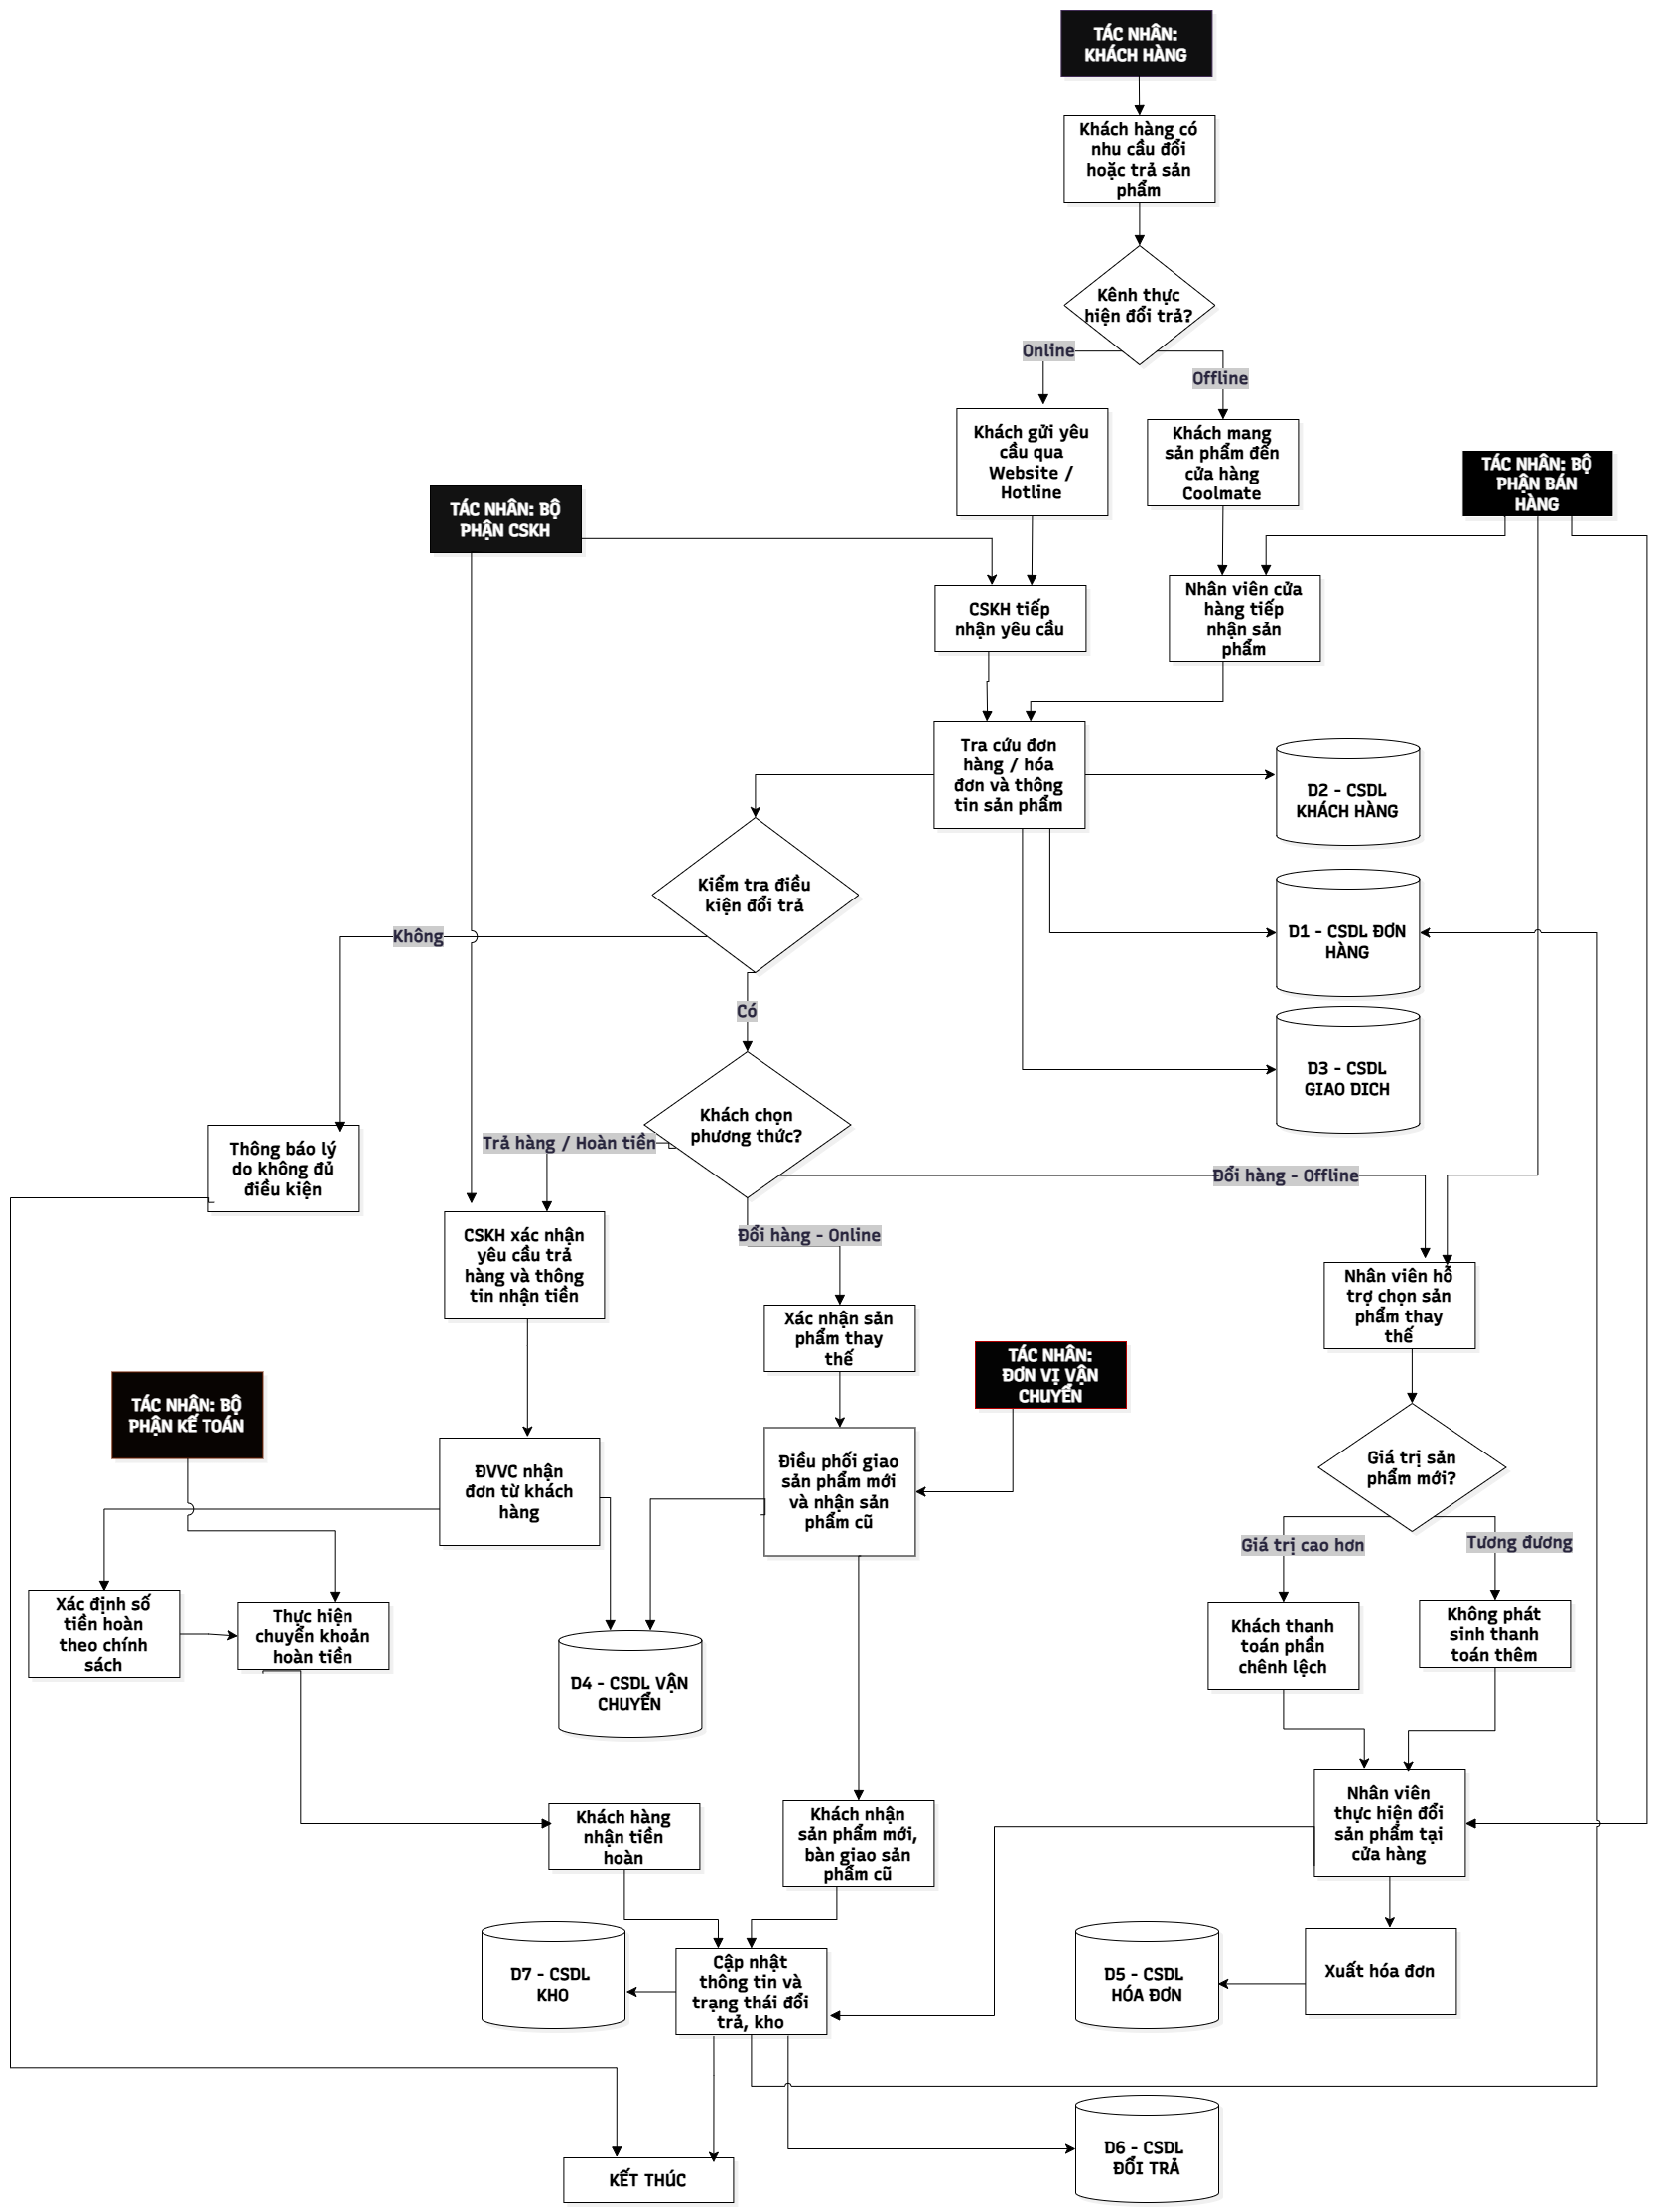 TÁC NHÂN:
KHÁCH HÀNG
Khách hàng có
nhu cầu đổi
hoặc trả sản
phẩm
Kênh thực
hiện đổi trả?
Online
Offline
Khách gửi yêu
cầu qua
Website /
Hotline
Khách mang
sản phẩm đến
cửa hàng
Coolmate
TÁC NHÂN: BỘ
PHẬN BÁN
HÀNG
TÁC NHÂN: BỘ
PHẬN CSKH
CSKH tiếp
nhận yêu cầu
Nhân viên cửa
hàng tiếp
nhận sản
phẩm
Tra cứu đơn
hàng / hóa
đơn và thông
tin sản phẩm
D2 - CSDL
KHÁCH HÀNG
Kiểm tra điều
kiện đổi trả
Không
D1 - CSDL ĐƠN
HÀNG
Có
D3 - CSDL
GIAO DICH
Khách chọn
phương thức?
Thông báo lý
do không đủ
điều kiện
Trả hàng / Hoàn tiền
Đổi hàng - Offline
Đổi hàng - Online
CSKH xác nhận
yêu cầu trả
hàng và thông
tin nhận tiền
Nhân viên hỗ
trợ chọn sản
phẩm thay
thế
Xác nhận sản
phẩm thay
thế
TÁC NHÂN:
ĐƠN VỊ VẬN
CHUYỂN
TÁC NHÂN: BỘ
PHẬN KẾ TOÁN
ĐVVC nhận
đơn từ khách
hàng
Điều phối giao
sản phẩm mới
và nhận sản
phẩm cũ
Giá trị sản
phẩm mới?
Giá trị cao hơn
Tương đương
Xác định số
tiền hoàn
theo chính
sách
Thực hiện
chuyển khoản
hoàn tiền
D4 - CSDL VẬN
CHUYỂN
Khách thanh
toán phần
chênh lệch
Không phát
sinh thanh
toán thêm
Khách hàng
nhận tiền
hoàn
Khách nhận
sản phẩm mới,
bàn giao sản
phẩm cũ
Nhân viên
thực hiện đổi
sản phẩm tại
cửa hàng
D7 - CSDL
KHO
Cập nhật
thông tin và
trạng thái đổi
trả, kho
D5 - CSDL
HÓA ĐƠN
Xuất hóa đơn
D6 - CSDL
ĐỔI TRẢ
KẾT THÚC